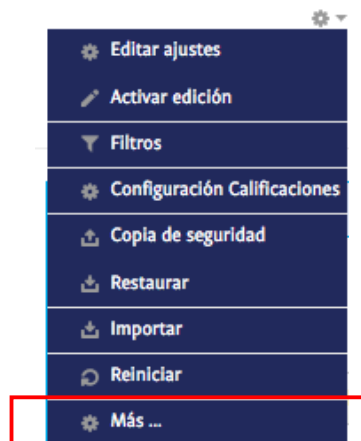 Editar ajustes
Activar edición
Filtros
Configuración Calificaciones
Copia de seguridad
Restaurar
Importar
Reiniciar
Más ...